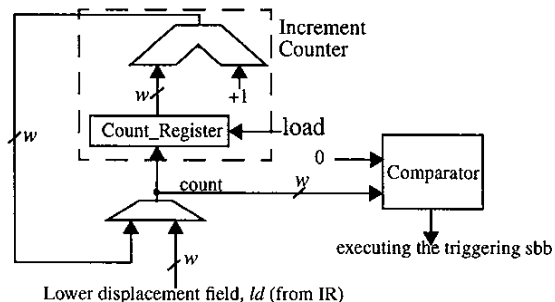 Increment
Counter
w
+1
w
Count_Register
load
0
count
w
Comparator
w
executing the triggering sbb
Lower displacement field, ld (from IR)